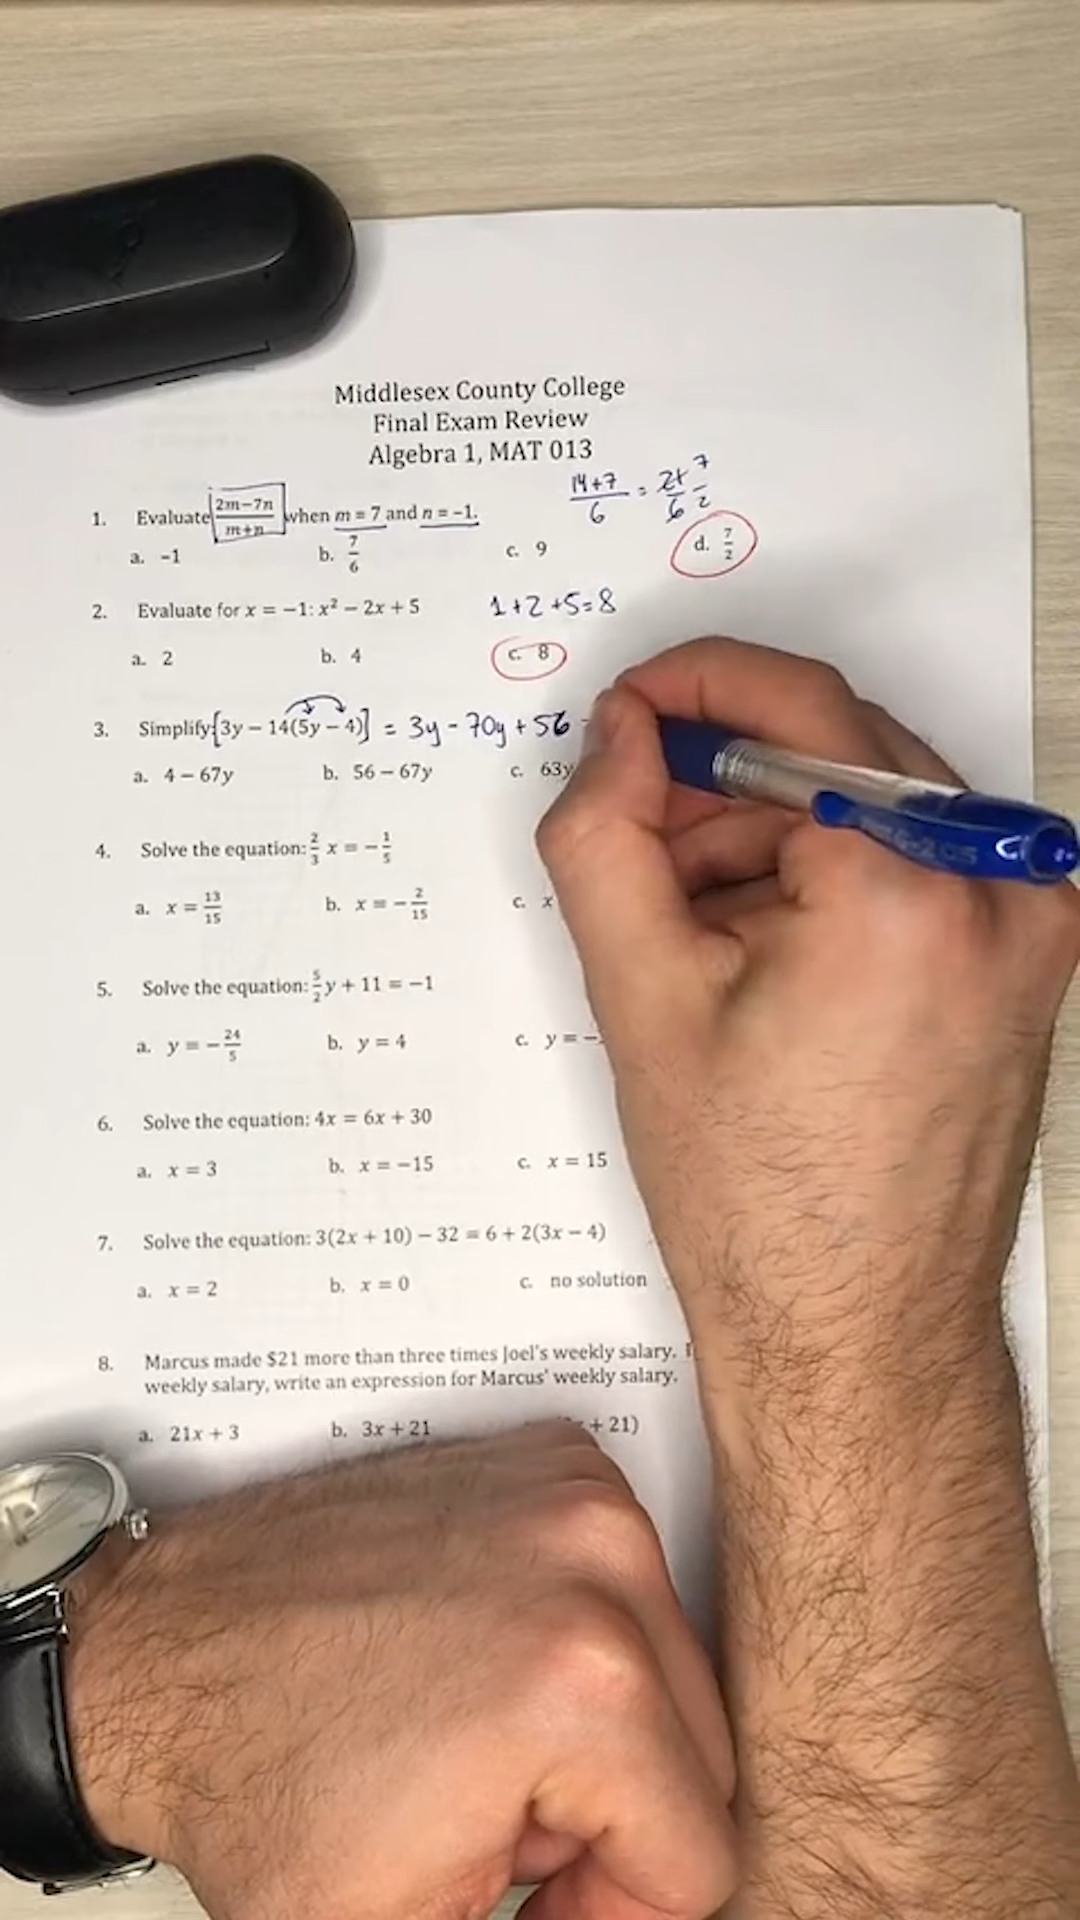 Middlesex County College
Final Exam Review
Algebra 1, MAT 013
1. Evaluate (2m−7n)/(m+n) when m = 7 and n = −1.
(14+7)/6 = 21/6 7/2
a. −1 b. 7/6 c. 9 d. 7/2
2. Evaluate for x = −1: x² − 2x + 5 1+2+5=8
a. 2 b. 4 c. 8
3. Simplify [3y − 14(5y − 4)] = 3y - 70y + 56
a. 4 − 67y b. 56 − 67y c. 63y
4. Solve the equation: 2/3 x = −1/5
a. x = 13/15 b. x = −2/15 c. x
5. Solve the equation: 5/2 y + 11 = −1
a. y = −24/5 b. y = 4 c. y = −
6. Solve the equation: 4x = 6x + 30
a. x = 3 b. x = −15 c. x = 15
7. Solve the equation: 3(2x + 10) − 32 = 6 + 2(3x − 4)
a. x = 2 b. x = 0 c. no solution
8. Marcus made $21 more than three times Joel's weekly salary.
weekly salary, write an expression for Marcus' weekly salary.
a. 21x + 3 b. 3x + 21 + 21)